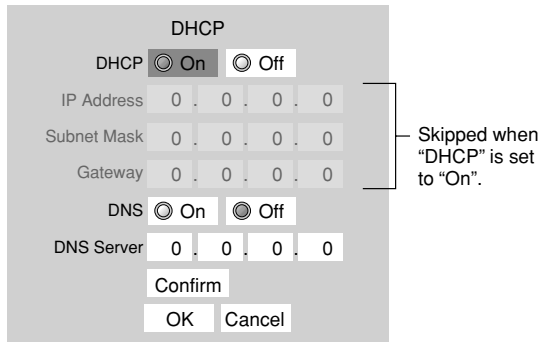 DHCP
DHCP On Off
IP Address 0 . 0 . 0 . 0
Subnet Mask 0 . 0 . 0 . 0
Gateway 0 . 0 . 0 . 0
Skipped when
“DHCP” is set
to “On”.
DNS On Off
DNS Server 0 . 0 . 0 . 0
Confirm
OK Cancel